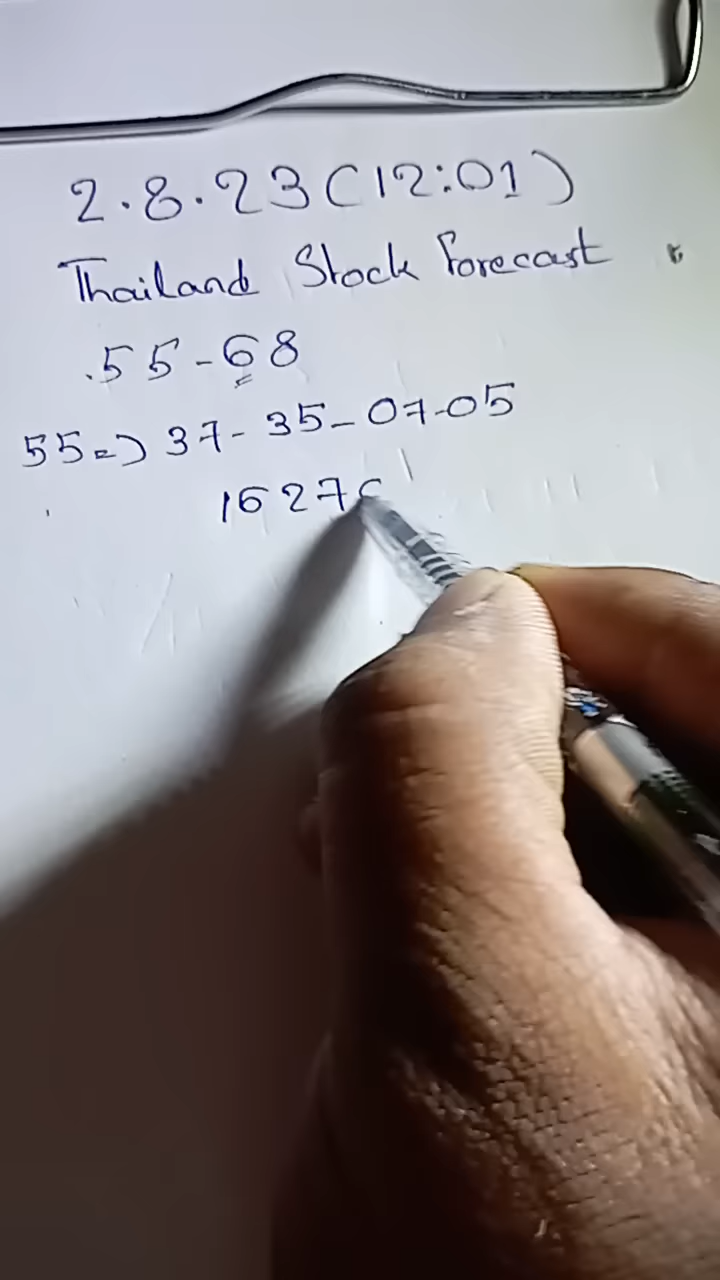 2.8.23(12:01)
Thailand Stock Forecast
.55-68
55=> 37-35-07-05
1627